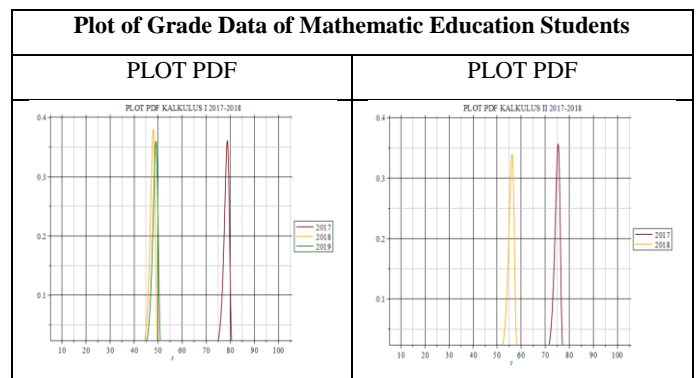 Plot of Grade Data of Mathematic Education Students
PLOT PDF
PLOT PDF
PLOT PDF KALKULUS I 2017-2018
0.4
0.3
0.2
0.1
10 20 30 40 50 60 70 80 90 100
t
2017
2018
2019
PLOT PDF KALKULUS II 2017-2018
0.4
0.3
0.2
0.1
10 20 30 40 50 60 70 80 90 100
t
2017
2018